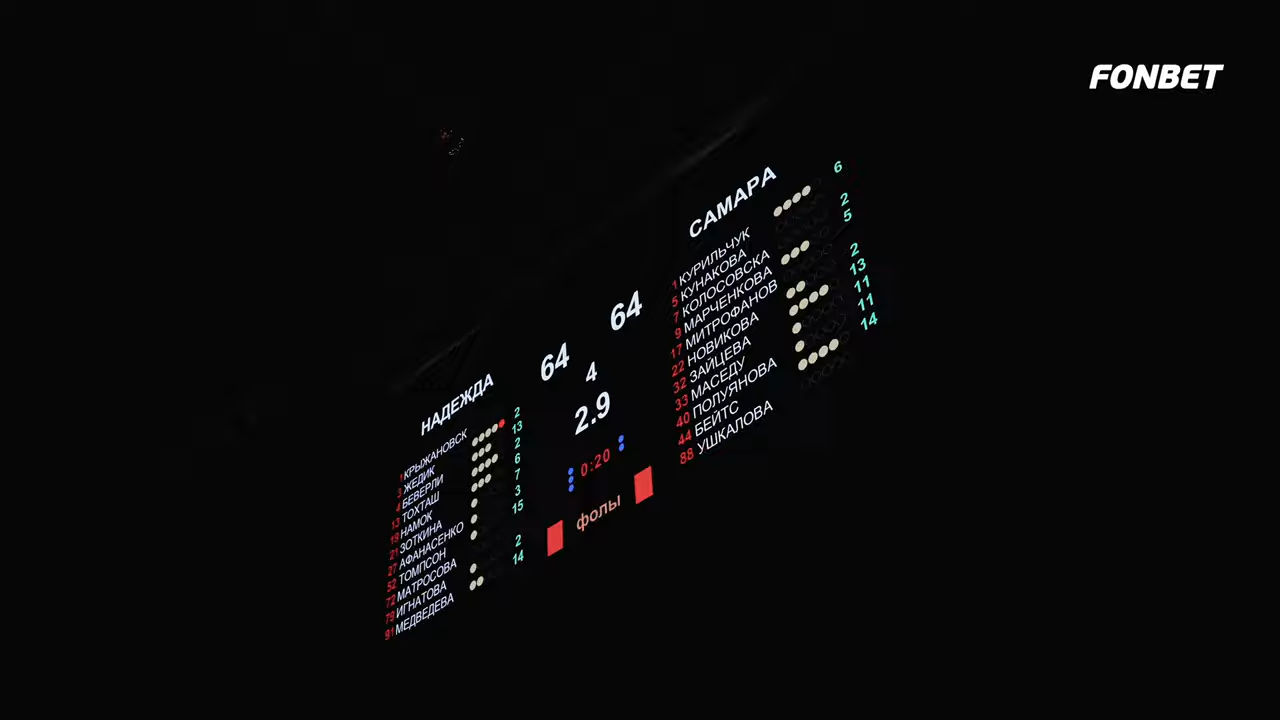 FONBET
САМАРА
6
2
5
2
13
11
11
14
1 КУРИЛЬЧУК
5 КУНАКОВА
7 КОЛОСОВСКА
9 МАРЧЕНКОВА
17 МИТРОФАНОВ
22 НОВИКОВА
32 ЗАЙЦЕВА
33 МАСЕДУ
40 ПОЛУЯНОВА
44 БЕЙТС
88 УШКАЛОВА
64
64
4
2.9
0:20
фолы
НАДЕЖДА
2
13
2
6
7
3
15
2
14
1 КРЫЖАНОВСК
3 ЖЕДИК
4 БЕВЕРЛИ
13 ТОХТАШ
19 НАМОК
21 ЗОТКИНА
27 АФАНАСЕНКО
52 ТОМПСОН
72 МАТРОСОВА
79 ИГНАТОВА
91 МЕДВЕДЕВА